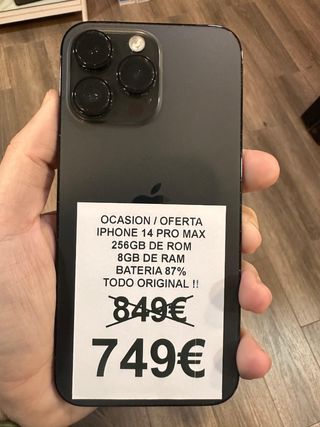 OCASION / OFERTA
IPHONE 14 PRO MAX
256GB DE ROM
8GB DE RAM
BATERIA 87%
TODO ORIGINAL !!
849€
749€